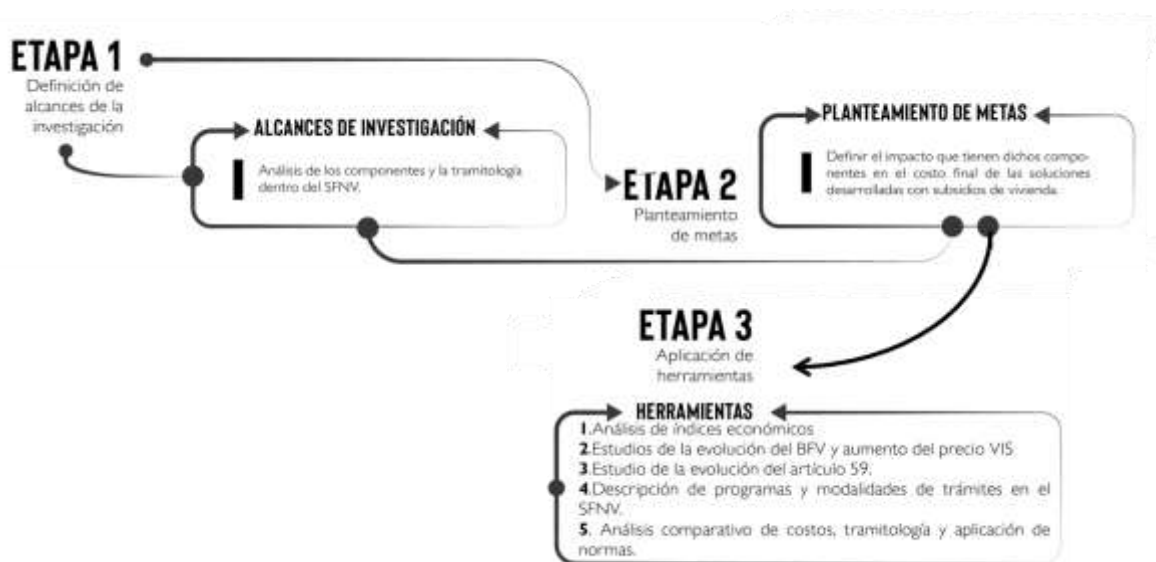 ETAPA 1
Definición de
alcances de la
investigación
ALCANCES DE INVESTIGACIÓN
Análisis de los componentes y la tramitología
dentro del SFNV.
ETAPA 2
Planteamiento
de metas
PLANTEAMIENTO DE METAS
Definir el impacto que tienen dichos compo-
nentes en el costo final de las soluciones
desarrolladas con subsidios de vivienda.
ETAPA 3
Aplicación de
herramientas
HERRAMIENTAS
1.Análisis de índices económicos
2.Estudios de la evolución del BFV y aumento del precio VIS
3.Estudio de la evolución del artículo 59.
4.Descripción de programas y modalidades de trámites en el
SFNV.
5. Análisis comparativo de costos, tramitología y aplicación de
normas.